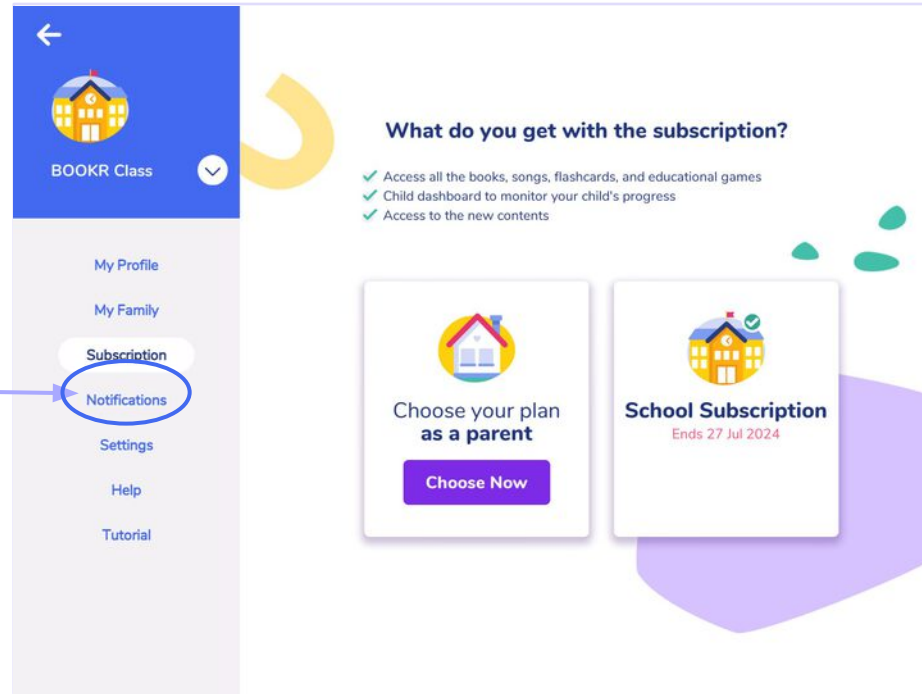 BOOKR Class
My Profile
My Family
Subscription
Notifications
Settings
Help
Tutorial
What do you get with the subscription?
Access all the books, songs, flashcards, and educational games
Child dashboard to monitor your child's progress
Access to the new contents
Choose your plan
as a parent
Choose Now
School Subscription
Ends 27 Jul 2024